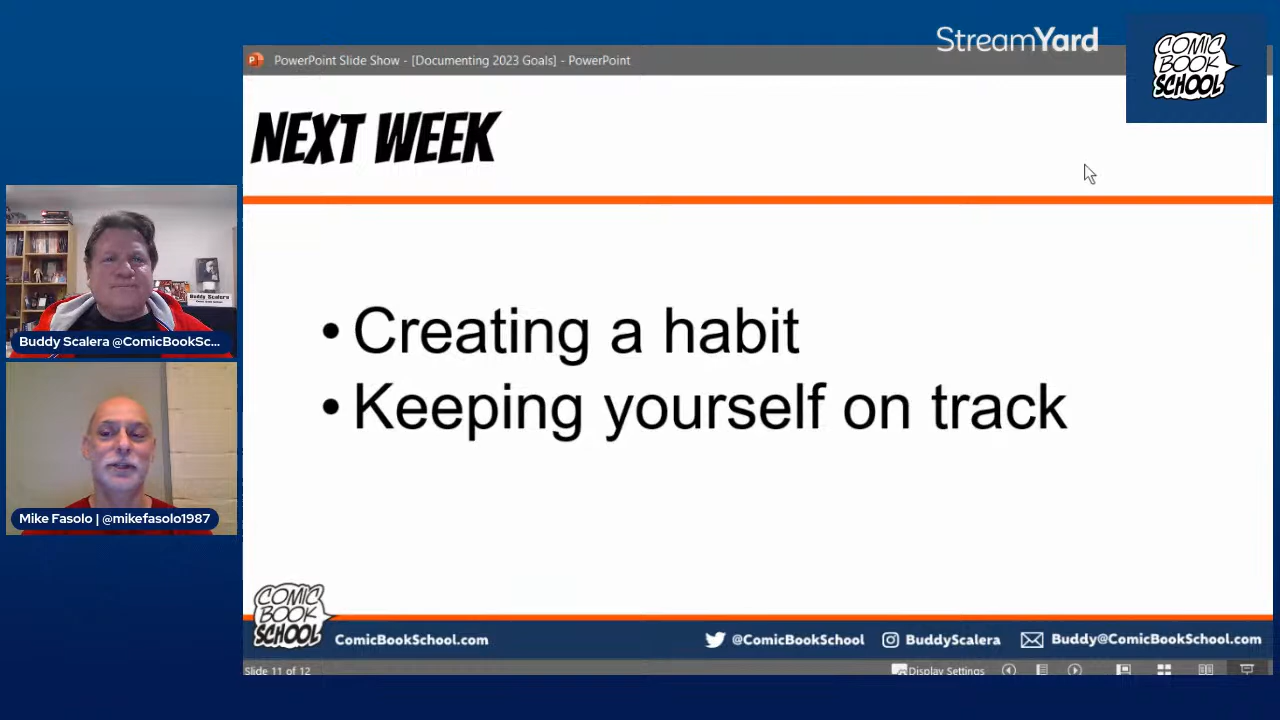 StreamYard
COMIC
BOOK
SCHOOL
PowerPoint Slide Show - [Documenting 2023 Goals] - PowerPoint
NEXT WEEK
• Creating a habit
• Keeping yourself on track
Buddy Scalera
Buddy Scalera @ComicBookSc...
Mike Fasolo | @mikefasolo1987
COMIC
BOOK
SCHOOL
ComicBookSchool.com
@ComicBookSchool
BuddyScalera
Buddy@ComicBookSchool.com
Slide 11 of 12
Display Settings